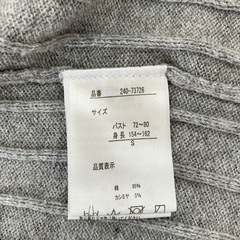 品番 240-73726
サイズ
バスト 72~80
身長 154~162
S
品質表示
綿 95%
カシミヤ 5%